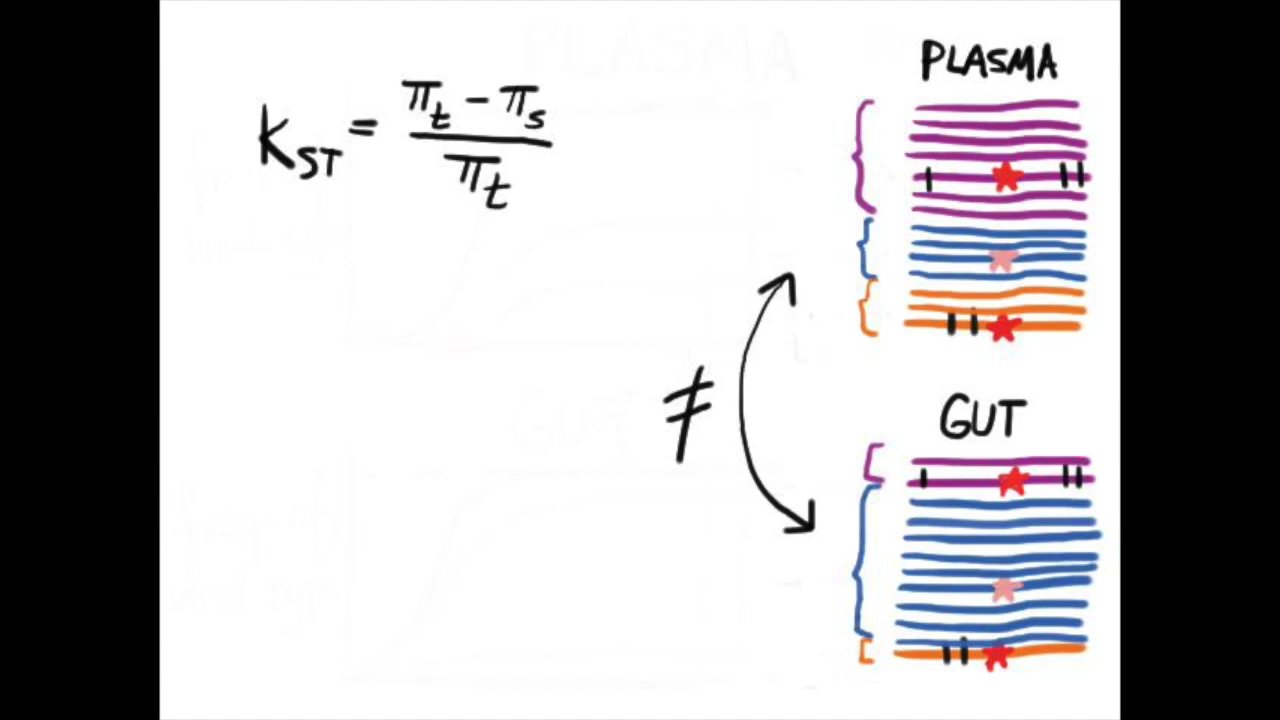 K_ST = (π_t - π_s) / π_t
PLASMA
≠
GUT